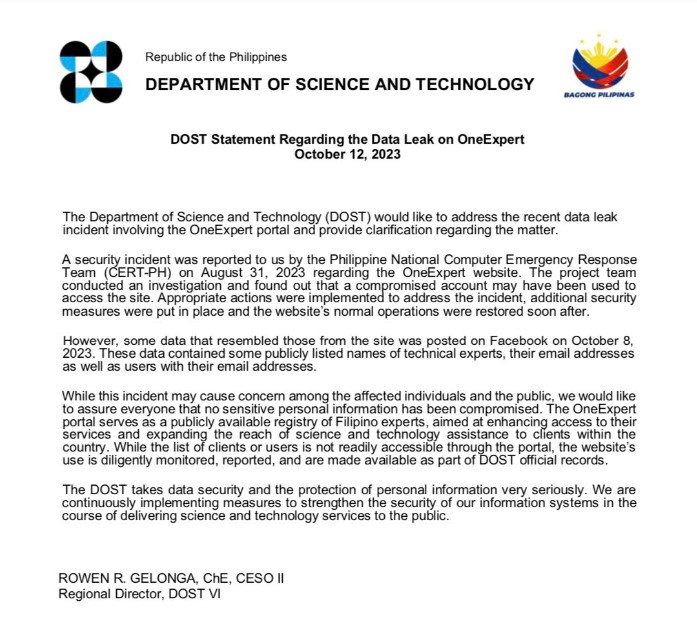 Republic of the Philippines
DEPARTMENT OF SCIENCE AND TECHNOLOGY
BAGONG PILIPINAS
DOST Statement Regarding the Data Leak on OneExpert
October 12, 2023
The Department of Science and Technology (DOST) would like to address the recent data leak
incident involving the OneExpert portal and provide clarification regarding the matter.
A security incident was reported to us by the Philippine National Computer Emergency Response
Team (CERT-PH) on August 31, 2023 regarding the OneExpert website. The project team
conducted an investigation and found out that a compromised account may have been used to
access the site. Appropriate actions were implemented to address the incident, additional security
measures were put in place and the website's normal operations were restored soon after.
However, some data that resembled those from the site was posted on Facebook on October 8,
2023. These data contained some publicly listed names of technical experts, their email addresses
as well as users with their email addresses.
While this incident may cause concern among the affected individuals and the public, we would like
to assure everyone that no sensitive personal information has been compromised. The OneExpert
portal serves as a publicly available registry of Filipino experts, aimed at enhancing access to their
services and expanding the reach of science and technology assistance to clients within the
country. While the list of clients or users is not readily accessible through the portal, the website's
use is diligently monitored, reported, and are made available as part of DOST official records.
The DOST takes data security and the protection of personal information very seriously. We are
continuously implementing measures to strengthen the security of our information systems in the
course of delivering science and technology services to the public.
ROWEN R. GELONGA, ChE, CESO II
Regional Director, DOST VI